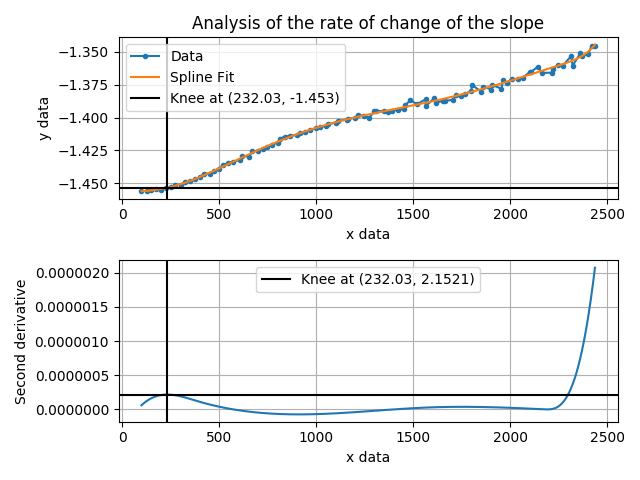 Analysis of the rate of change of the slope
−1.350
−1.375
−1.400
−1.425
−1.450
y data
Data
Spline Fit
Knee at (232.03, -1.453)
0
500
1000
1500
2000
2500
x data
0.0000020
0.0000015
0.0000010
0.0000005
0.0000000
Second derivative
Knee at (232.03, 2.1521)
0
500
1000
1500
2000
2500
x data